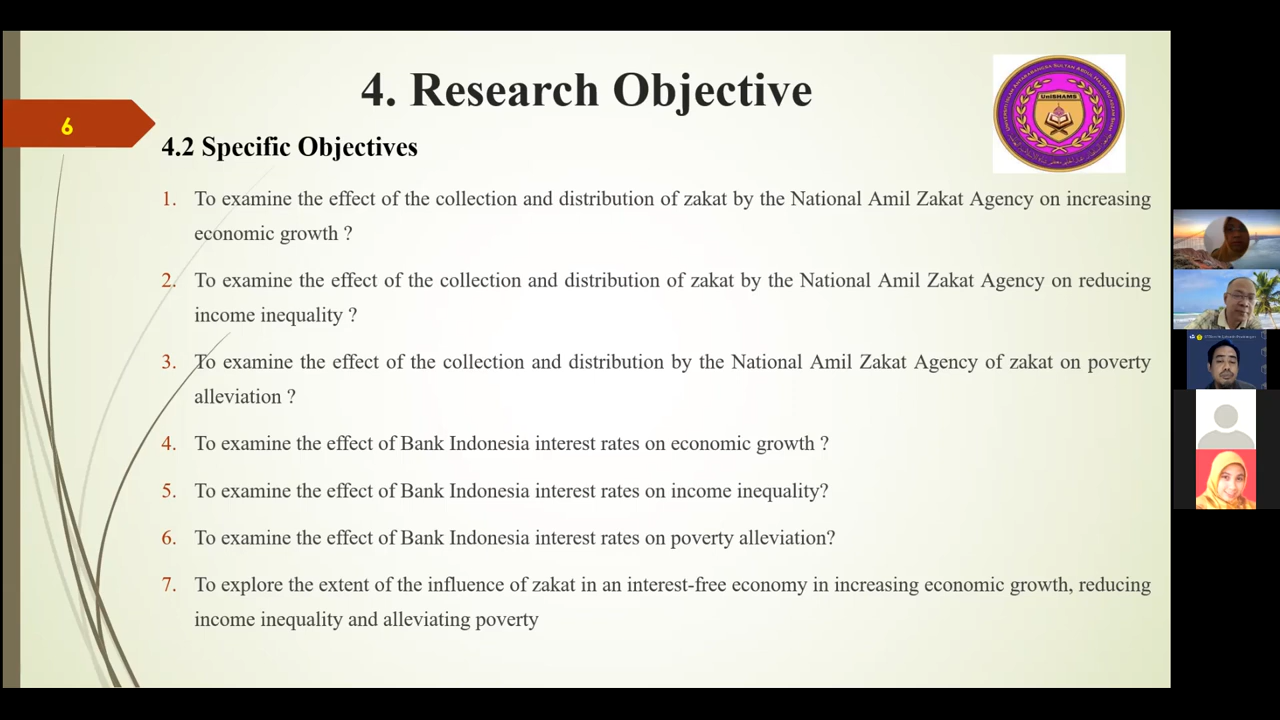 4. Research Objective
6
4.2 Specific Objectives
1. To examine the effect of the collection and distribution of zakat by the National Amil Zakat Agency on increasing
economic growth ?
2. To examine the effect of the collection and distribution of zakat by the National Amil Zakat Agency on reducing
income inequality ?
3. To examine the effect of the collection and distribution by the National Amil Zakat Agency of zakat on poverty
alleviation ?
4. To examine the effect of Bank Indonesia interest rates on economic growth ?
5. To examine the effect of Bank Indonesia interest rates on income inequality?
6. To examine the effect of Bank Indonesia interest rates on poverty alleviation?
7. To explore the extent of the influence of zakat in an interest-free economy in increasing economic growth, reducing
income inequality and alleviating poverty
UniSHAMS